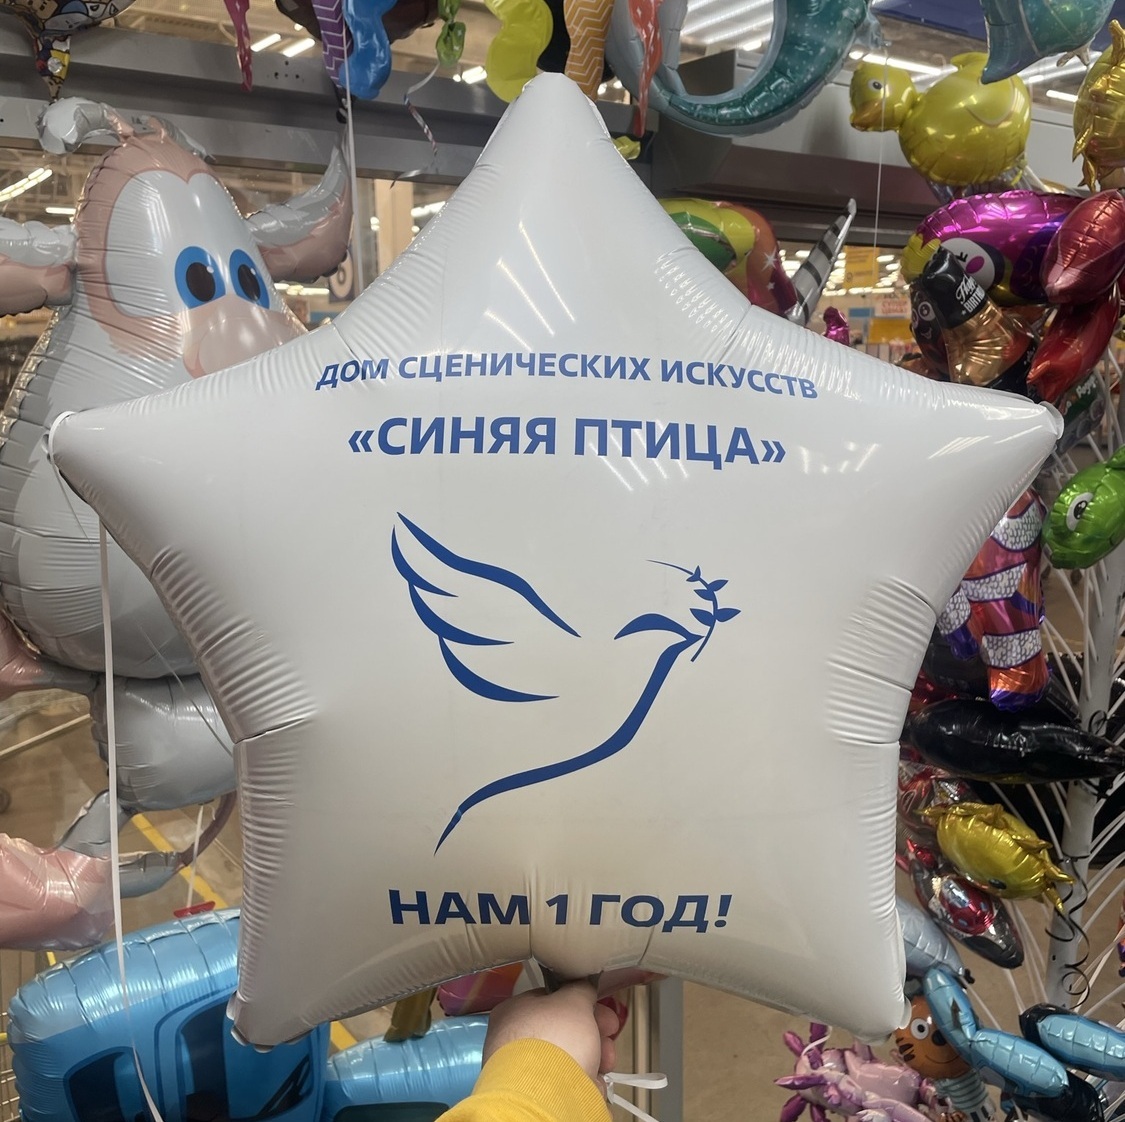 ДОМ СЦЕНИЧЕСКИХ ИСКУССТВ
«СИНЯЯ ПТИЦА»
НАМ 1 ГОД!